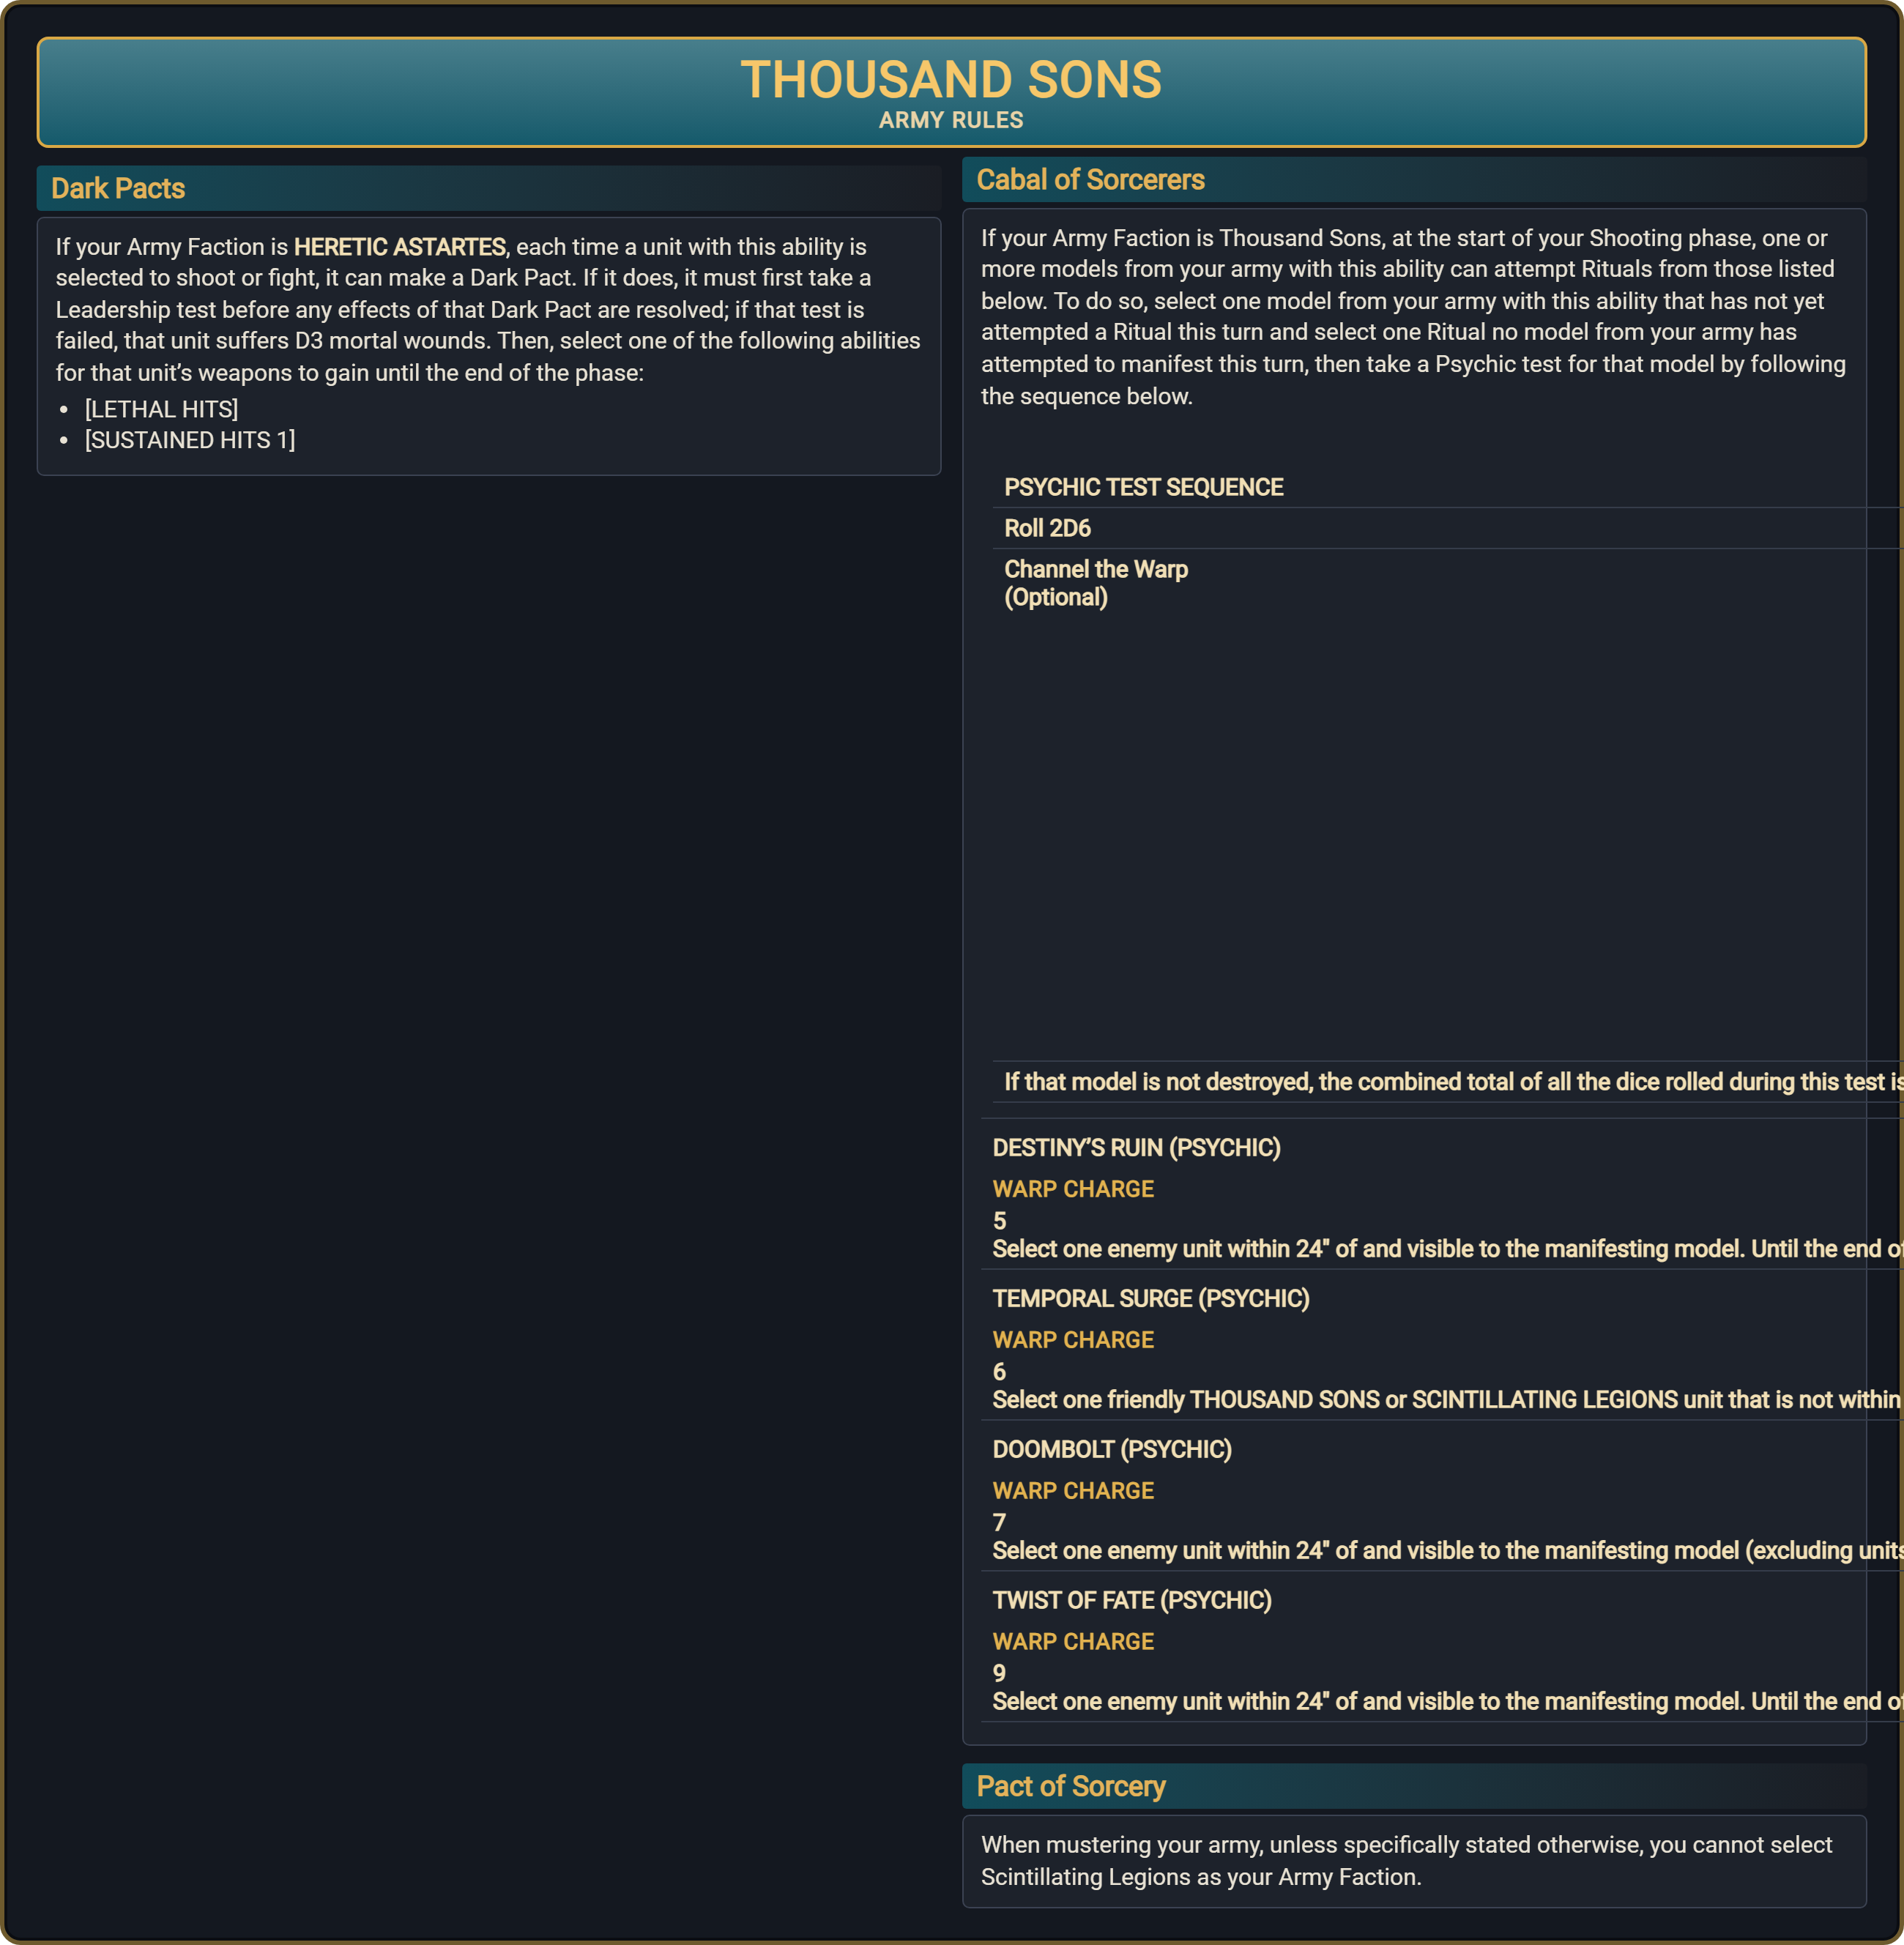 THOUSAND SONS
ARMY RULES
Dark Pacts
If your Army Faction is HERETIC ASTARTES, each time a unit with this ability is
selected to shoot or fight, it can make a Dark Pact. If it does, it must first take a
Leadership test before any effects of that Dark Pact are resolved; if that test is
failed, that unit suffers D3 mortal wounds. Then, select one of the following abilities
for that unit’s weapons to gain until the end of the phase:
• [LETHAL HITS]
• [SUSTAINED HITS 1]
Cabal of Sorcerers
If your Army Faction is Thousand Sons, at the start of your Shooting phase, one or
more models from your army with this ability can attempt Rituals from those listed
below. To do so, select one model from your army with this ability that has not yet
attempted a Ritual this turn and select one Ritual no model from your army has
attempted to manifest this turn, then take a Psychic test for that model by following
the sequence below.
PSYCHIC TEST SEQUENCE
Roll 2D6
Channel the Warp
(Optional)
If that model is not destroyed, the combined total of all the dice rolled during this test is
DESTINY’S RUIN (PSYCHIC)
WARP CHARGE
5
Select one enemy unit within 24" of and visible to the manifesting model. Until the end of
TEMPORAL SURGE (PSYCHIC)
WARP CHARGE
6
Select one friendly THOUSAND SONS or SCINTILLATING LEGIONS unit that is not within
DOOMBOLT (PSYCHIC)
WARP CHARGE
7
Select one enemy unit within 24" of and visible to the manifesting model (excluding units
TWIST OF FATE (PSYCHIC)
WARP CHARGE
9
Select one enemy unit within 24" of and visible to the manifesting model. Until the end of
Pact of Sorcery
When mustering your army, unless specifically stated otherwise, you cannot select
Scintillating Legions as your Army Faction.